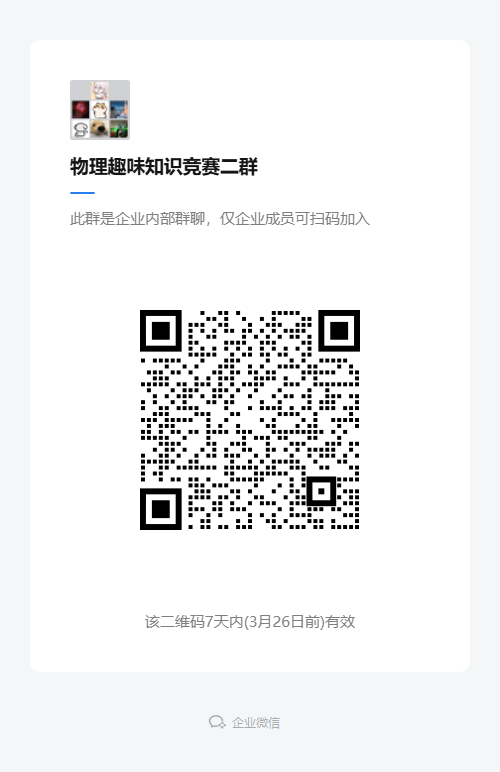 物理趣味知识竞赛二群
此群是企业内部群聊，仅企业成员可扫码加入
该二维码7天内(3月26日前)有效
企业微信